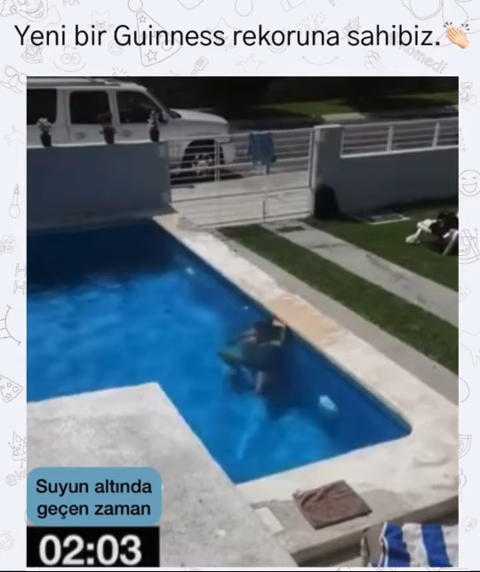 Yeni bir Guinness rekoruna sahibiz.👏
Suyun altında
geçen zaman
02:03